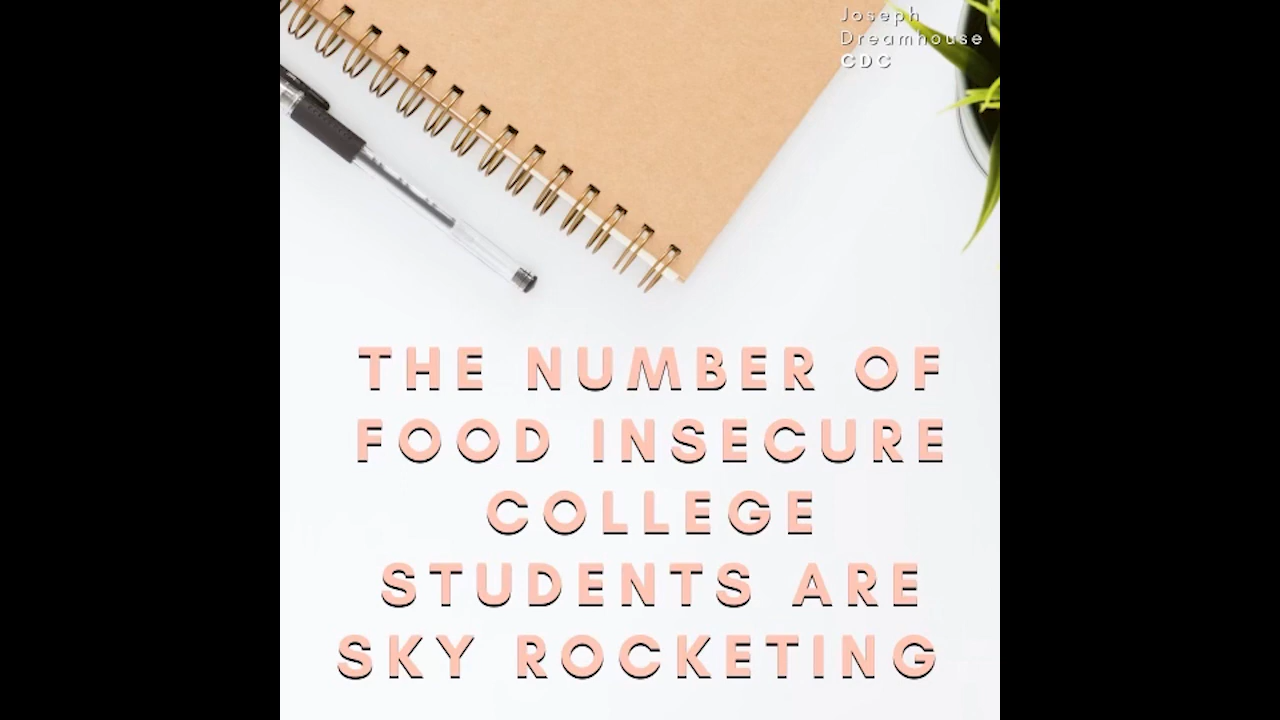 Joseph
Dreamhouse
CDC
THE NUMBER OF
FOOD INSECURE
COLLEGE
STUDENTS ARE
SKY ROCKETING